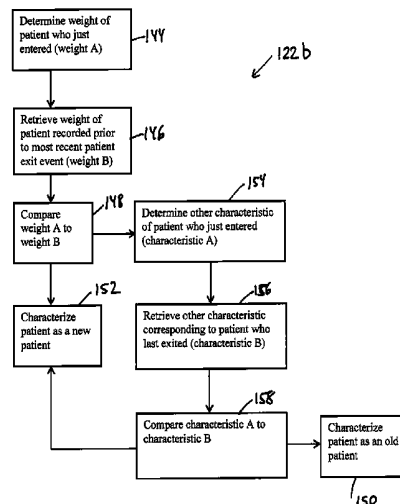 Determine weight of
patient who just
entered (weight A)
144
122b
Retrieve weight of
patient recorded prior
to most recent patient
exit event (weight B)
146
154
148
Compare
weight A to
weight B
Determine other characteristic
of patient who just entered
(characteristic A)
152
156
Characterize
patient as a new
patient
Retrieve other characteristic
corresponding to patient who
last exited (characteristic B)
158
Compare characteristic A to
characteristic B
Characterize
patient as an old
patient
150